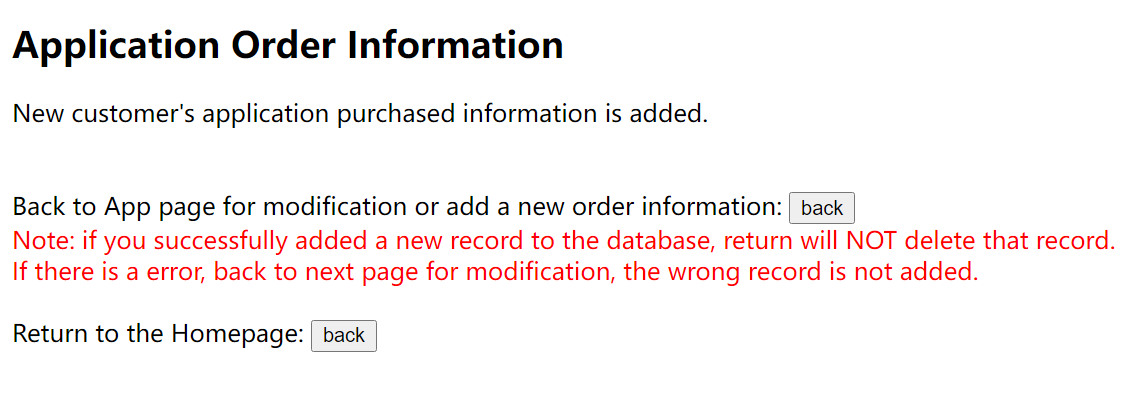 Application Order Information
New customer's application purchased information is added.
Back to App page for modification or add a new order information: back
Note: if you successfully added a new record to the database, return will NOT delete that record.
If there is a error, back to next page for modification, the wrong record is not added.
Return to the Homepage: back